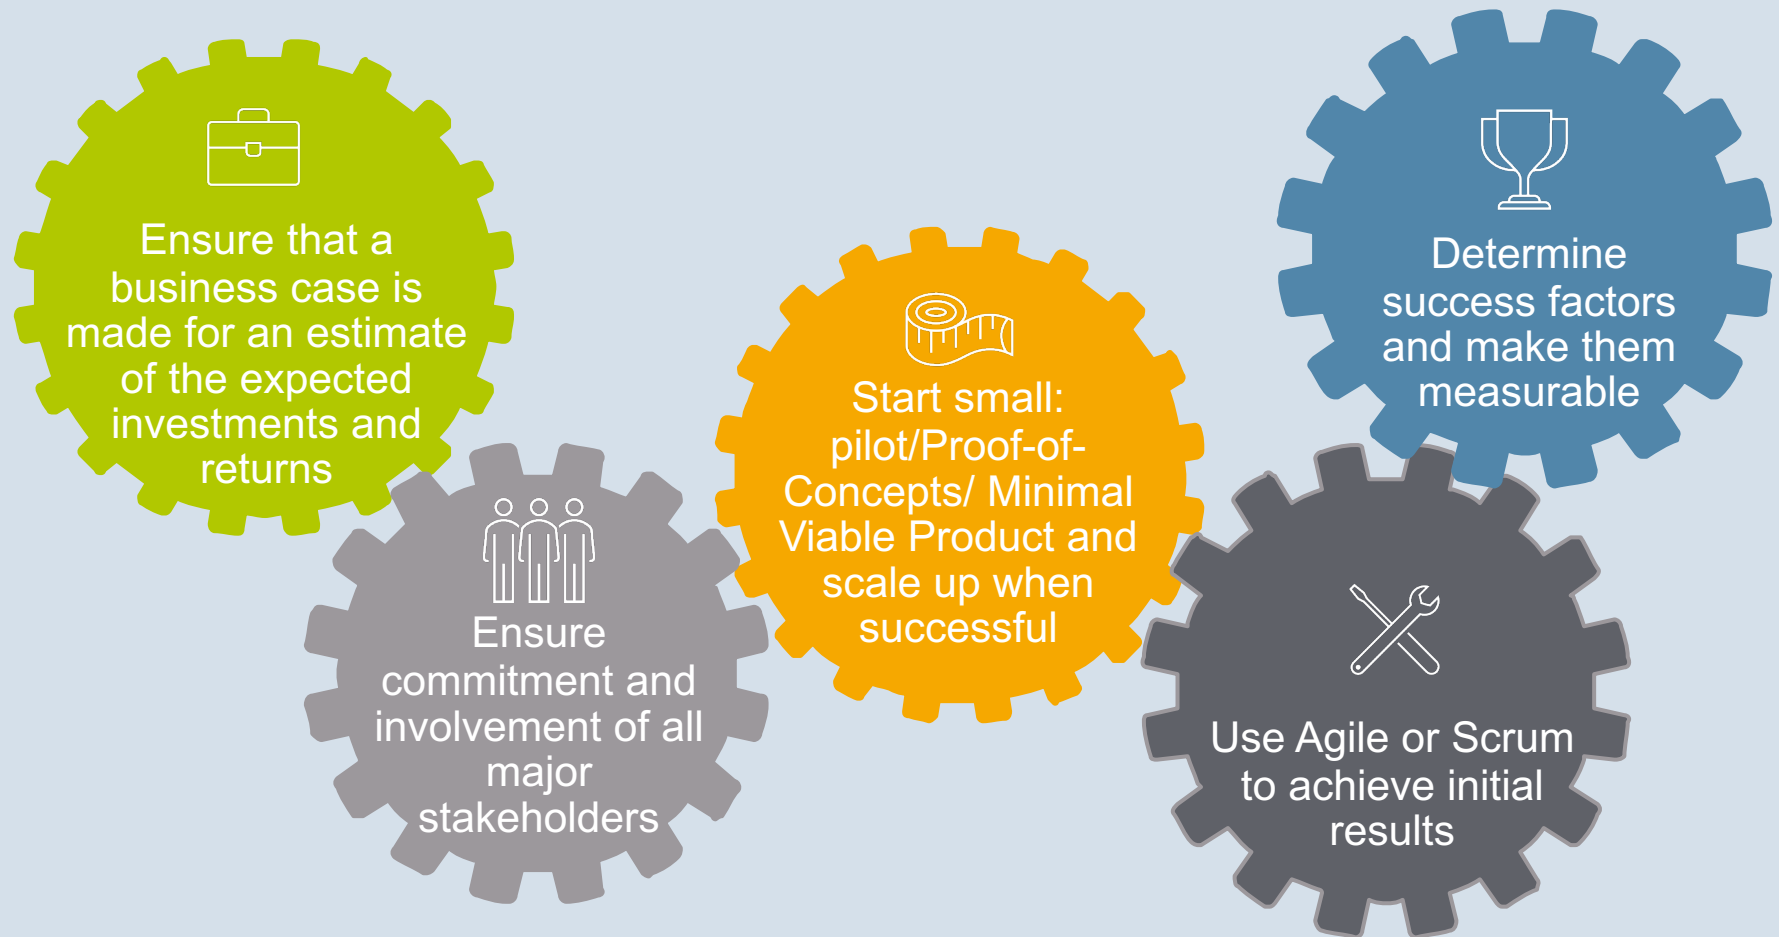 Ensure that a
business case is
made for an estimate
of the expected
investments and
returns
Ensure
commitment and
involvement of all
major
stakeholders
Start small:
pilot/Proof-of-
Concepts/ Minimal
Viable Product and
scale up when
successful
Use Agile or Scrum
to achieve initial
results
Determine
success factors
and make them
measurable